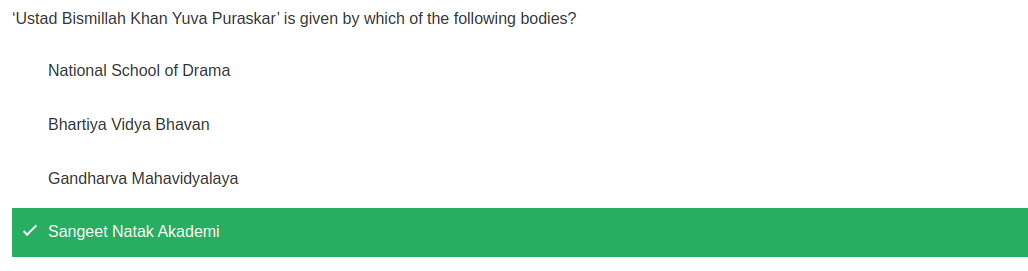 ‘Ustad Bismillah Khan Yuva Puraskar’ is given by which of the following bodies?
National School of Drama
Bhartiya Vidya Bhavan
Gandharva Mahavidyalaya
Sangeet Natak Akademi